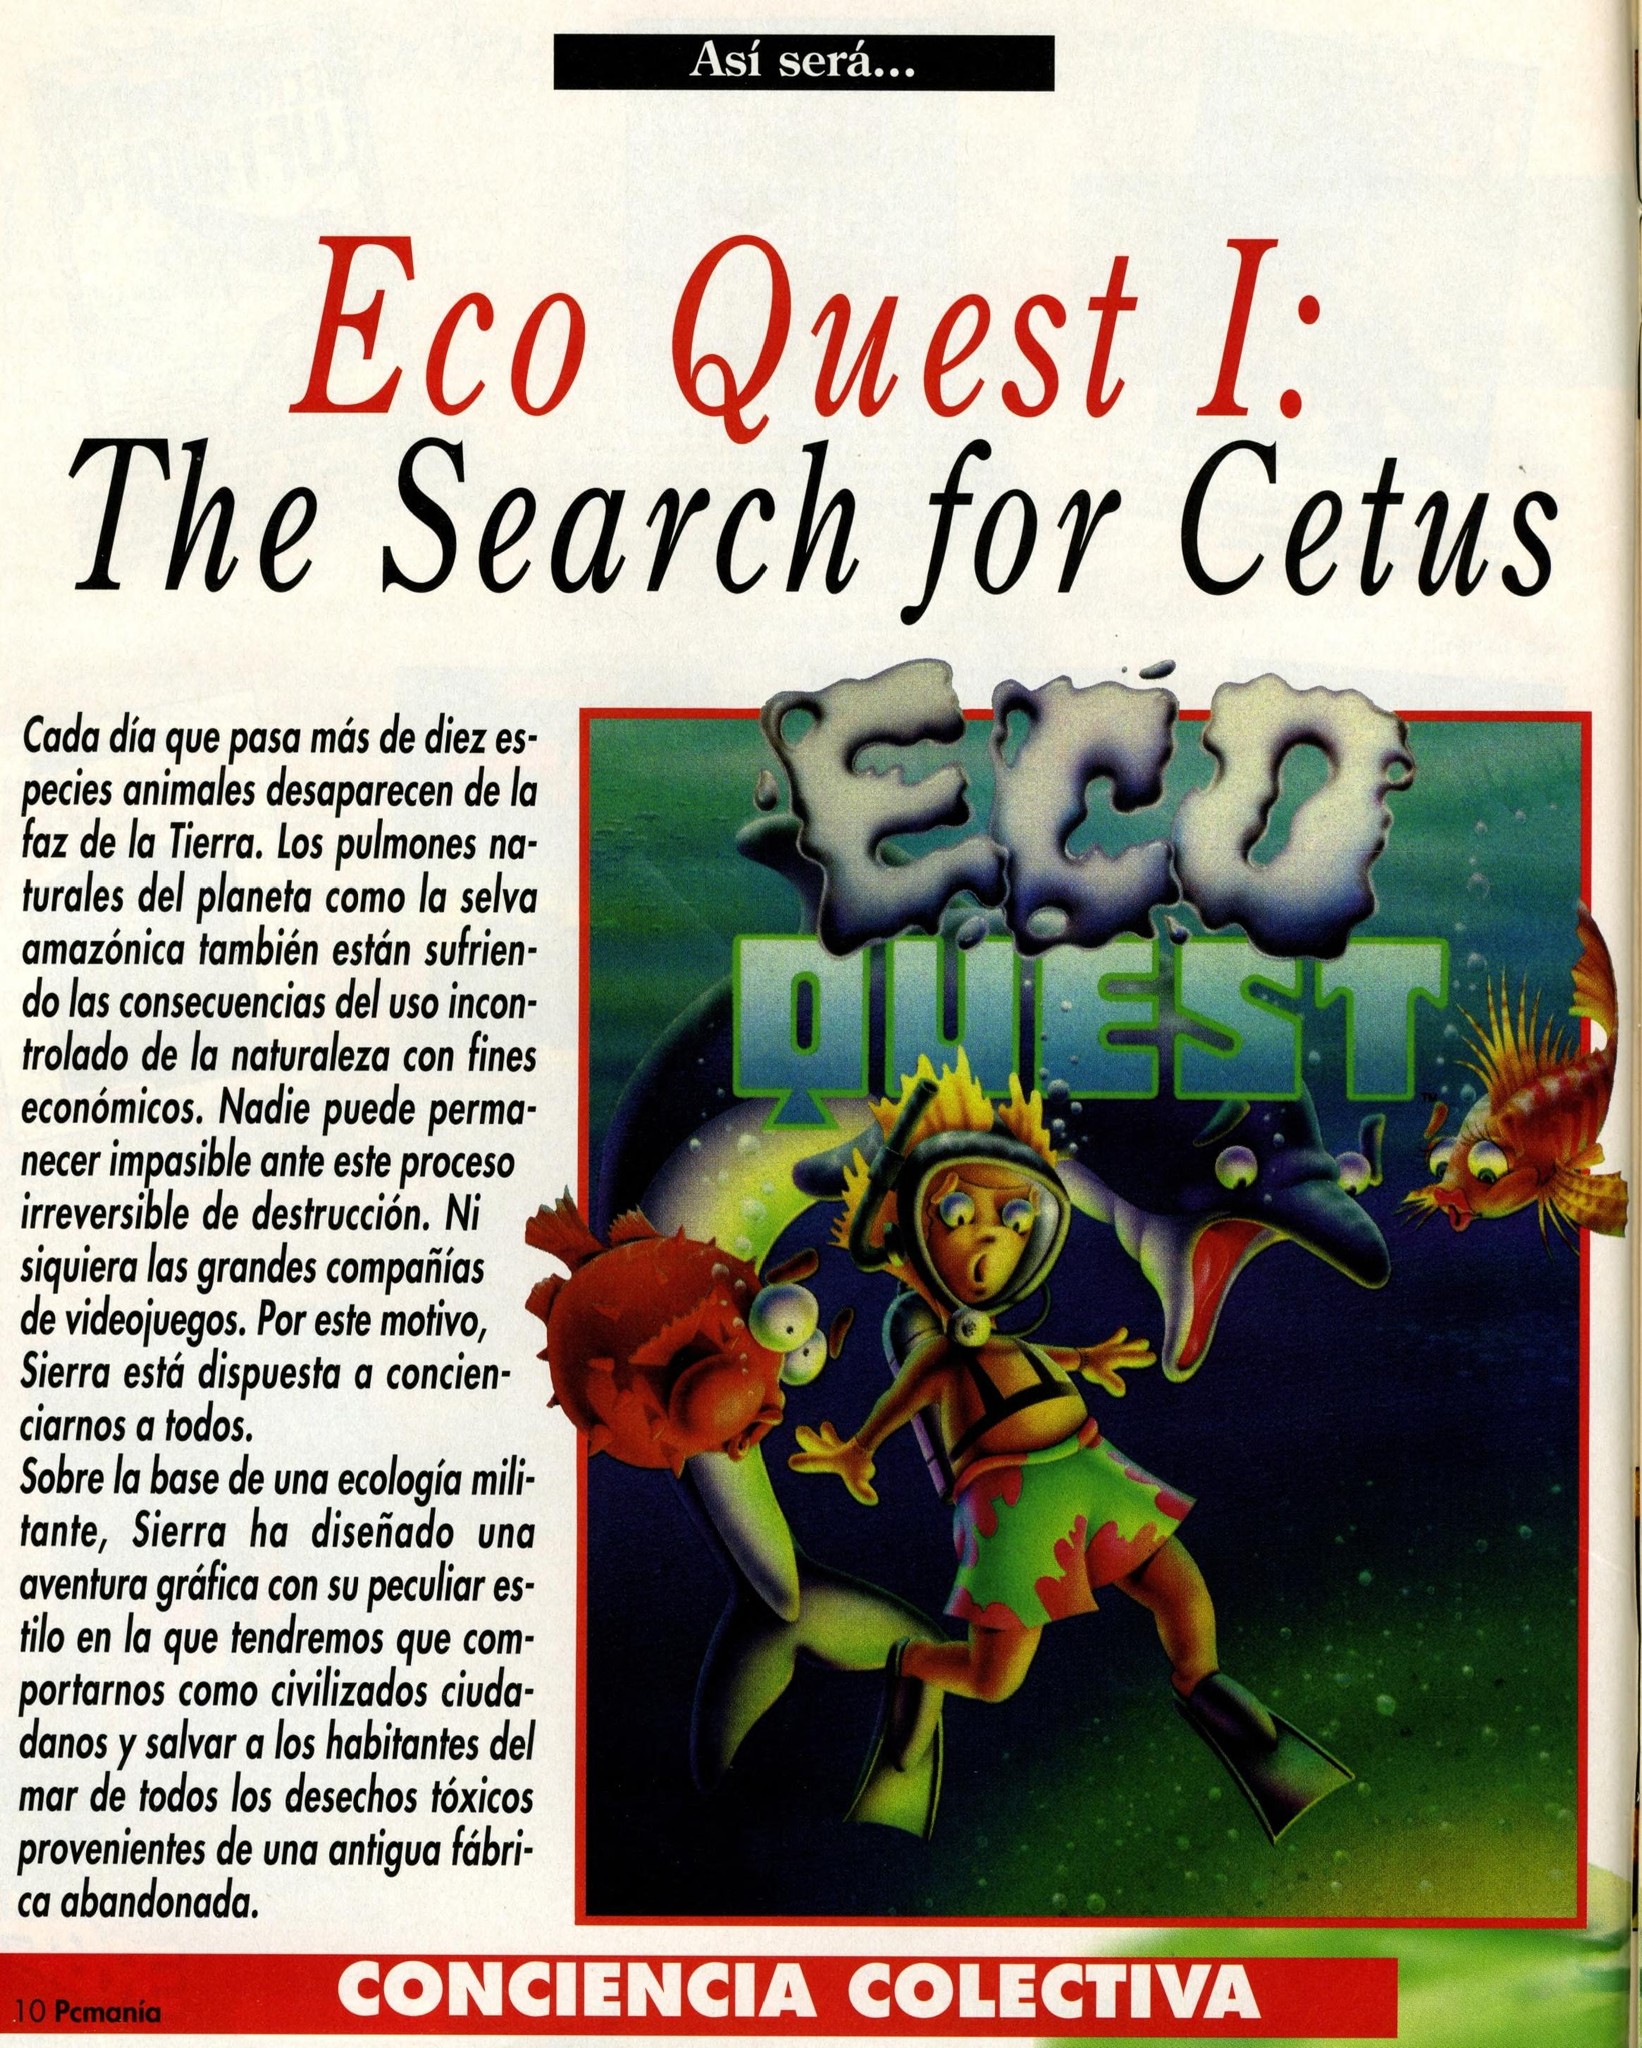 Así será...
Eco Quest I:
The Search for Cetus
Cada día que pasa más de diez es-
pecies animales desaparecen de la
faz de la Tierra. Los pulmones na-
turales del planeta como la selva
amazónica también están sufrien-
do las consecuencias del uso incon-
trolado de la naturaleza con fines
económicos. Nadie puede perma-
necer impasible ante este proceso
irreversible de destrucción. Ni
siquiera las grandes compañías
de videojuegos. Por este motivo,
Sierra está dispuesta a concien-
ciarnos a todos.
Sobre la base de una ecología mili-
tante, Sierra ha diseñado una
aventura gráfica con su peculiar es-
tilo en la que tendremos que com-
portarnos como civilizados ciuda-
danos y salvar a los habitantes del
mar de todos los desechos tóxicos
provenientes de una antigua fábri-
ca abandonada.
ECO
QUEST
TM
CONCIENCIA COLECTIVA
10 Pcmanía